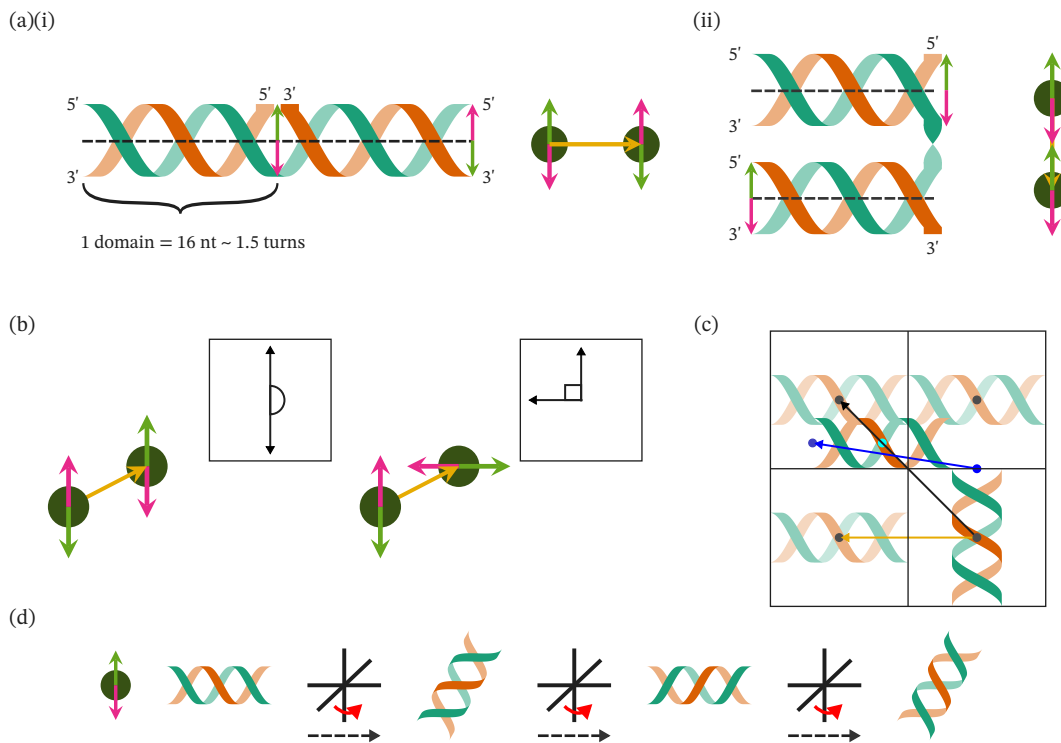 (a)(i)
(ii)
5'
5' 3'
5'
3'
3'
1 domain = 16 nt ~ 1.5 turns
5'
5'
3'
5'
3'
3'
(b)
(c)
(d)